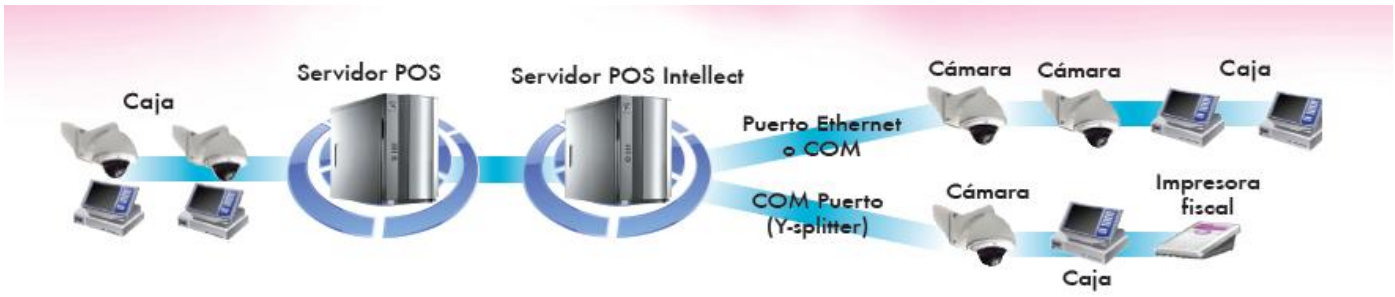 Caja
Servidor POS
Servidor POS Intellect
Puerto Ethernet
o COM
Cámara
Cámara
Caja
COM Puerto
(Y-splitter)
Cámara
Caja
Impresora
fiscal